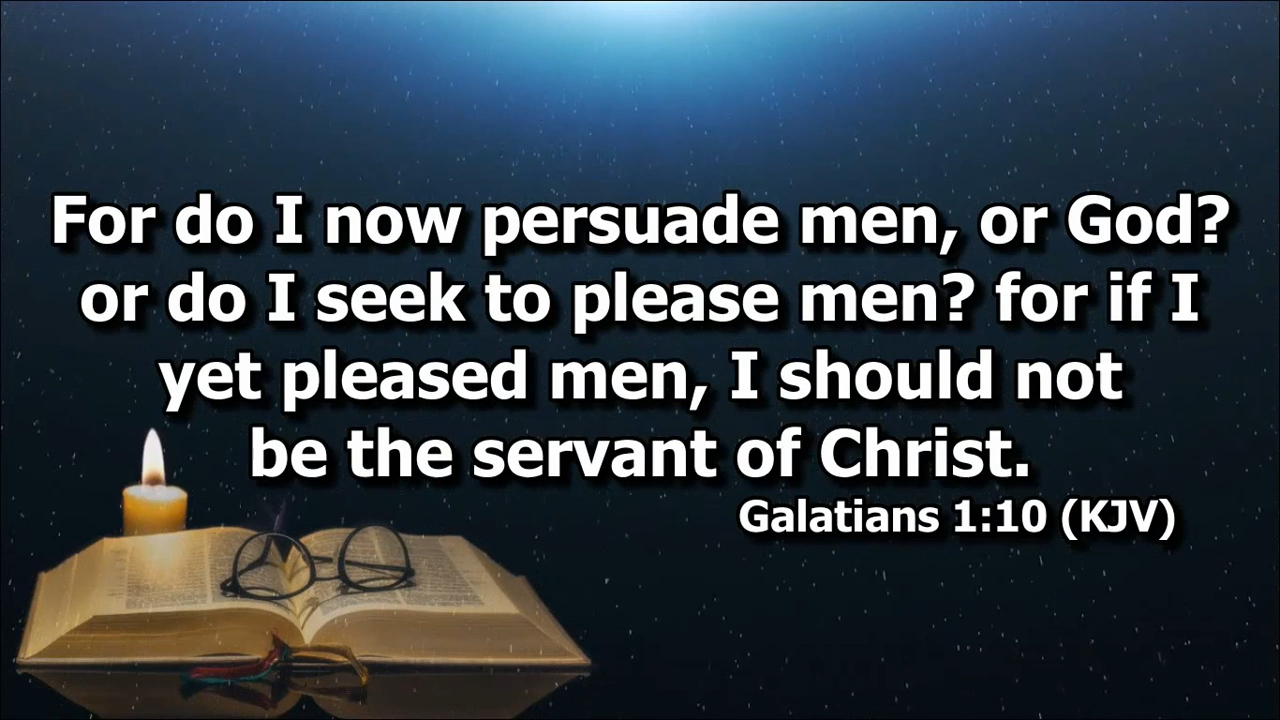 For do I now persuade men, or God?
or do I seek to please men? for if I
yet pleased men, I should not
be the servant of Christ.
Galatians 1:10 (KJV)